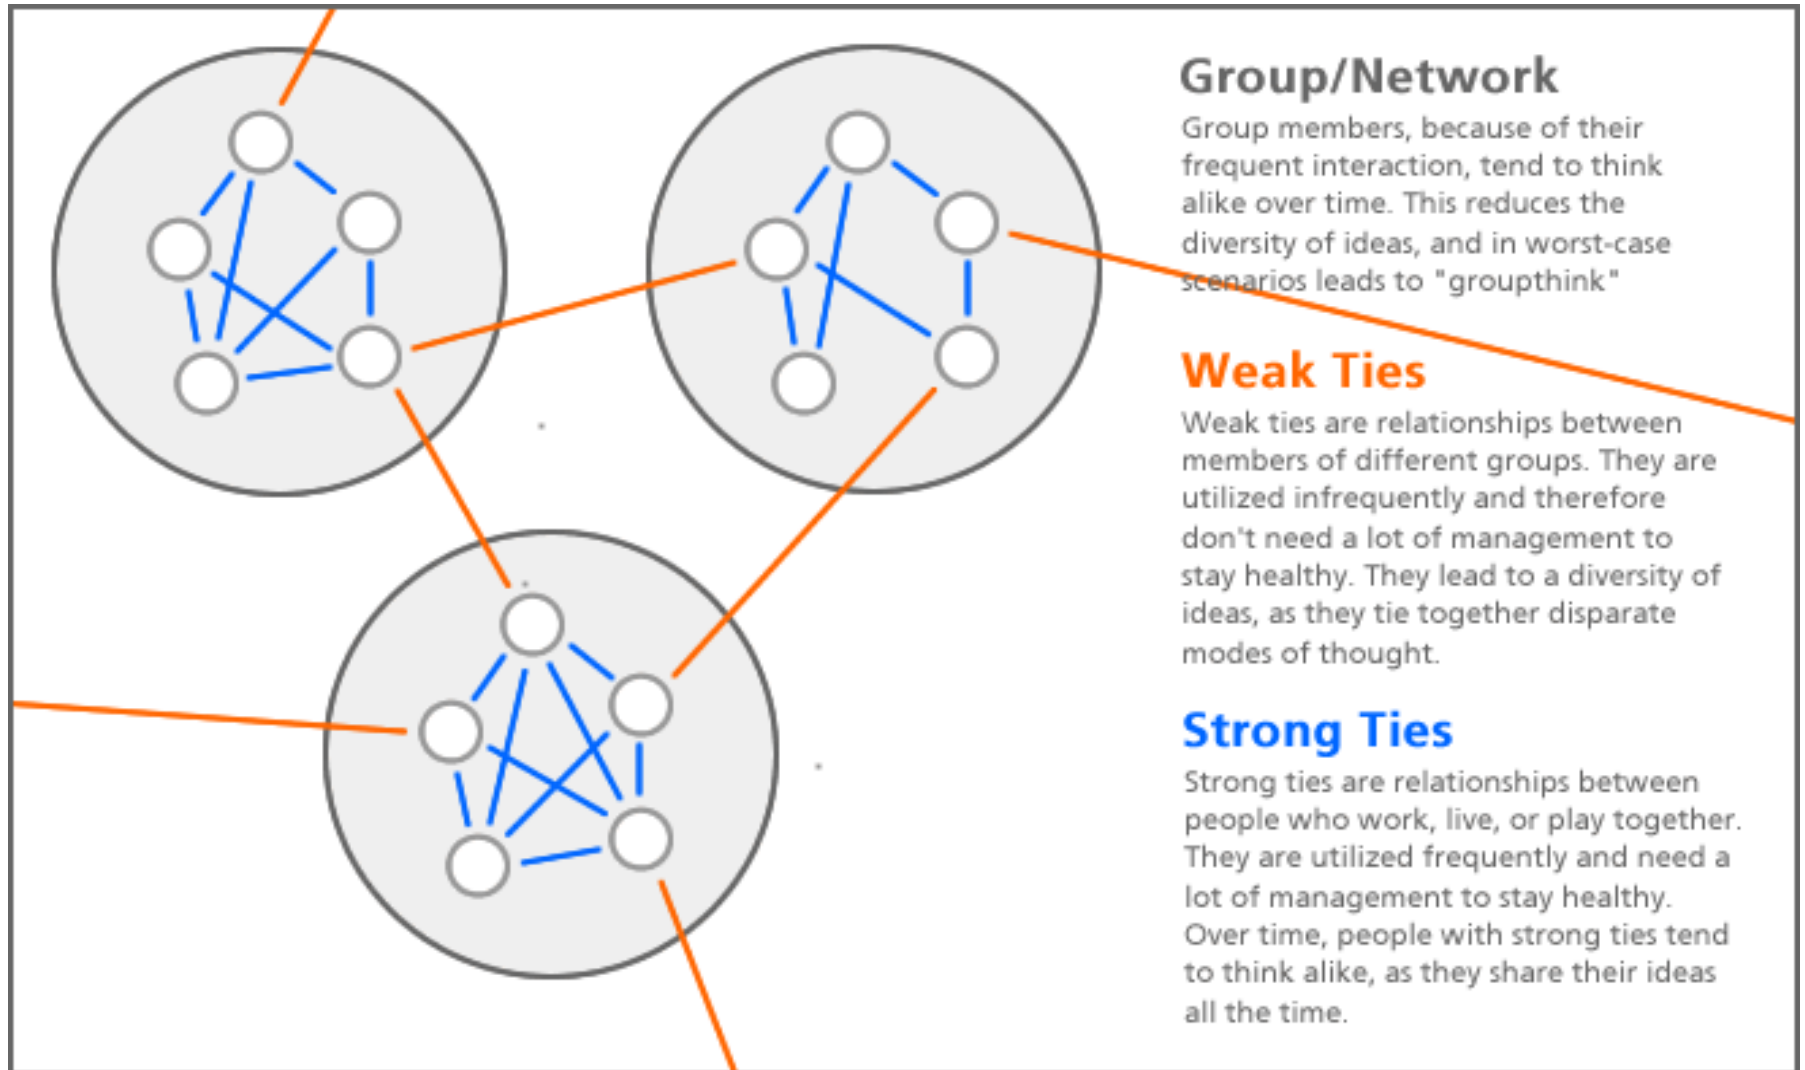 Group/Network
Group members, because of their
frequent interaction, tend to think
alike over time. This reduces the
diversity of ideas, and in worst-case
scenarios leads to "groupthink"
Weak Ties
Weak ties are relationships between
members of different groups. They are
utilized infrequently and therefore
don't need a lot of management to
stay healthy. They lead to a diversity of
ideas, as they tie together disparate
modes of thought.
Strong Ties
Strong ties are relationships between
people who work, live, or play together.
They are utilized frequently and need a
lot of management to stay healthy.
Over time, people with strong ties tend
to think alike, as they share their ideas
all the time.